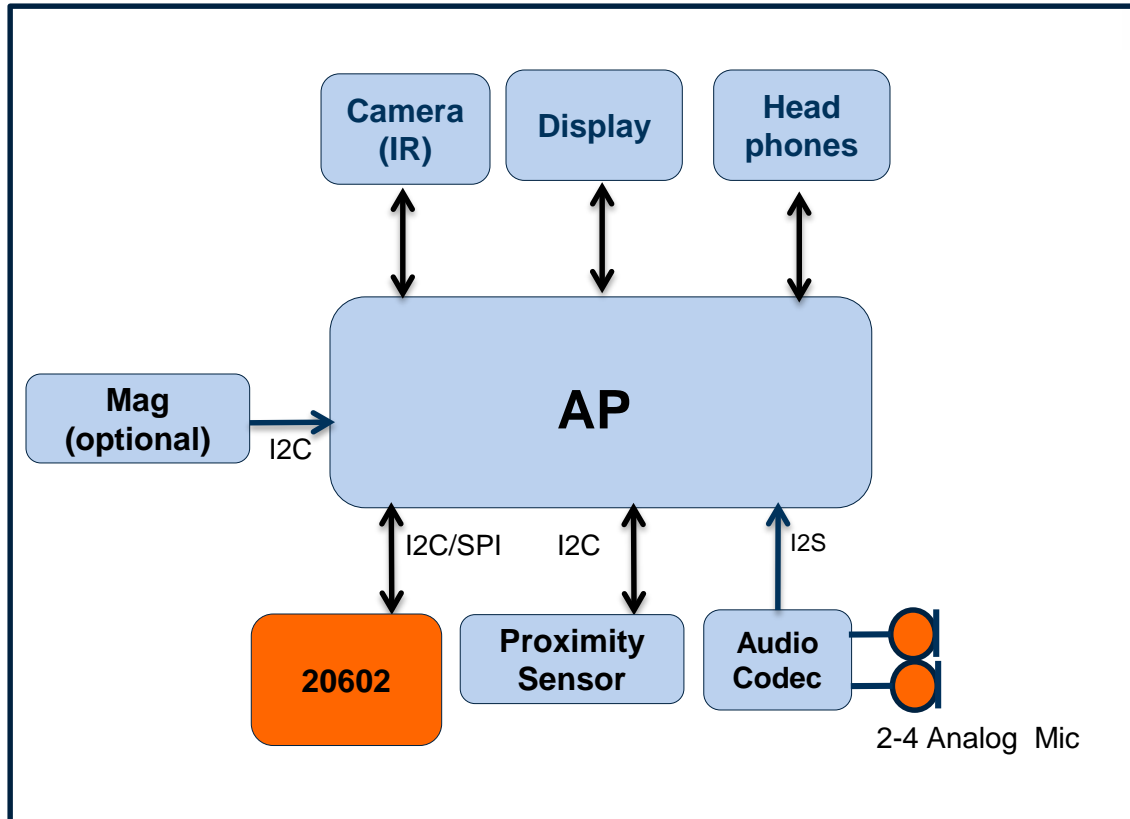 Camera
(IR)
Display
Head
phones
Mag
(optional)
I2C
AP
I2C/SPI
I2C
I2S
20602
Proximity
Sensor
Audio
Codec
2-4 Analog Mic